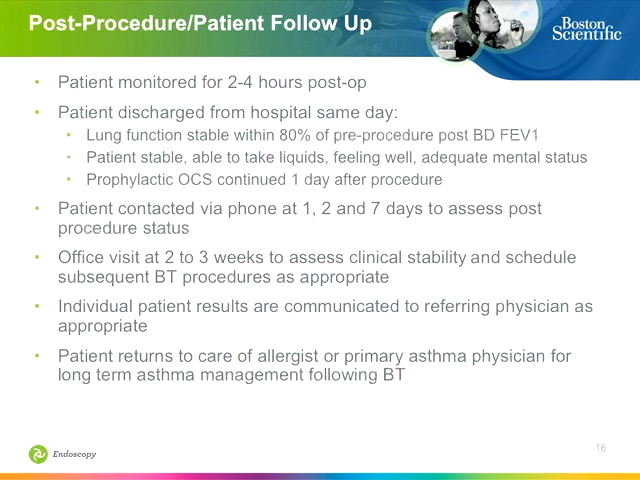 Post-Procedure/Patient Follow Up
Boston
Scientific
• Patient monitored for 2-4 hours post-op
• Patient discharged from hospital same day:
• Lung function stable within 80% of pre-procedure post BD FEV1
• Patient stable, able to take liquids, feeling well, adequate mental status
• Prophylactic OCS continued 1 day after procedure
• Patient contacted via phone at 1, 2 and 7 days to assess post
procedure status
• Office visit at 2 to 3 weeks to assess clinical stability and schedule
subsequent BT procedures as appropriate
• Individual patient results are communicated to referring physician as
appropriate
• Patient returns to care of allergist or primary asthma physician for
long term asthma management following BT
Endoscopy
16